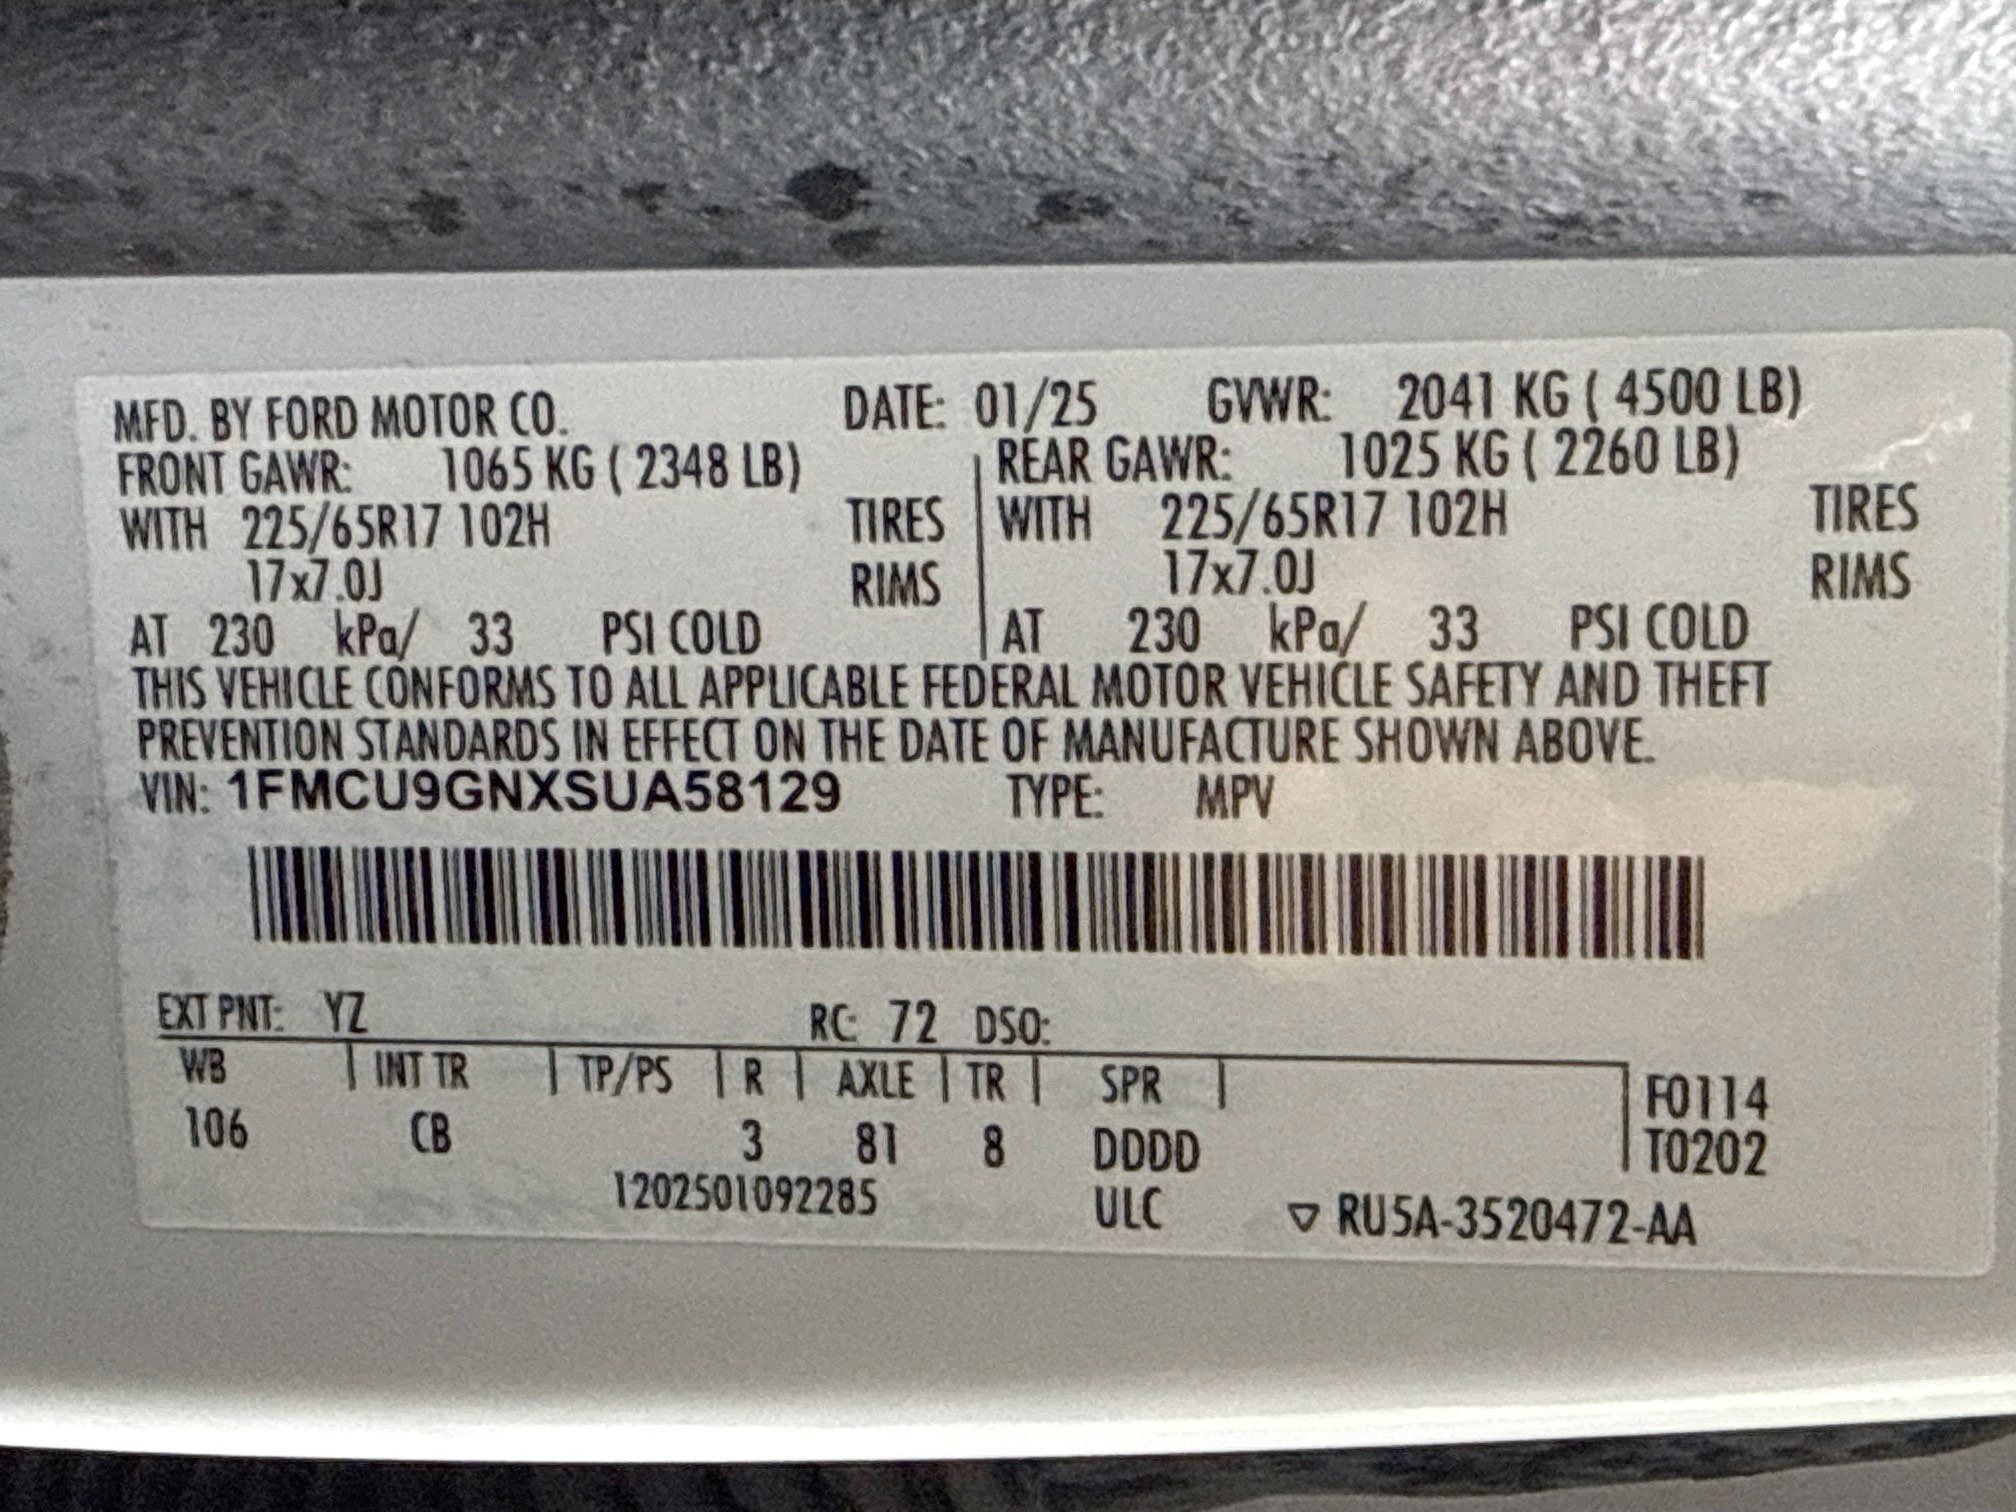 MFD. BY FORD MOTOR CO. DATE: 01/25 GVWR: 2041 KG ( 4500 LB)
FRONT GAWR: 1065 KG ( 2348 LB) REAR GAWR: 1025 KG ( 2260 LB)
WITH 225/65R17 102H TIRES WITH 225/65R17 102H TIRES
17x7.0J RIMS 17x7.0J RIMS
AT 230 kPa/ 33 PSI COLD AT 230 kPa/ 33 PSI COLD
THIS VEHICLE CONFORMS TO ALL APPLICABLE FEDERAL MOTOR VEHICLE SAFETY AND THEFT
PREVENTION STANDARDS IN EFFECT ON THE DATE OF MANUFACTURE SHOWN ABOVE.
VIN: 1FMCU9GNXSUA58129 TYPE: MPV
EXT PNT: YZ RC: 72 DSO:
WB INT TR TP/PS R AXLE TR SPR F0114
106 CB 3 81 8 DDDD T0202
1202501092285 ULC ▽ RU5A-3520472-AA